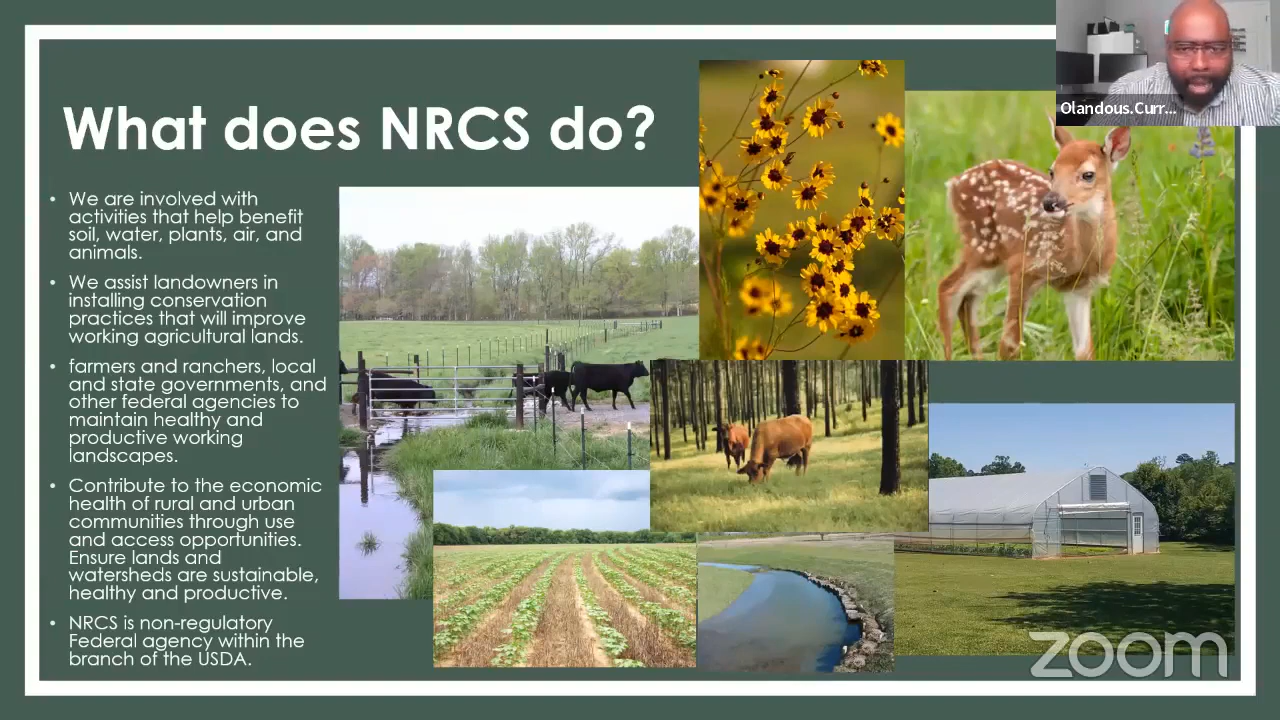 Olandous.Curr...
What does NRCS do?
• We are involved with
activities that help benefit
soil, water, plants, air, and
animals.
• We assist landowners in
installing conservation
practices that will improve
working agricultural lands.
• farmers and ranchers, local
and state governments, and
other federal agencies to
maintain healthy and
productive working
landscapes.
• Contribute to the economic
health of rural and urban
communities through use
and access opportunities.
Ensure lands and
watersheds are sustainable,
healthy and productive.
• NRCS is non-regulatory
Federal agency within the
branch of the USDA.
zoom